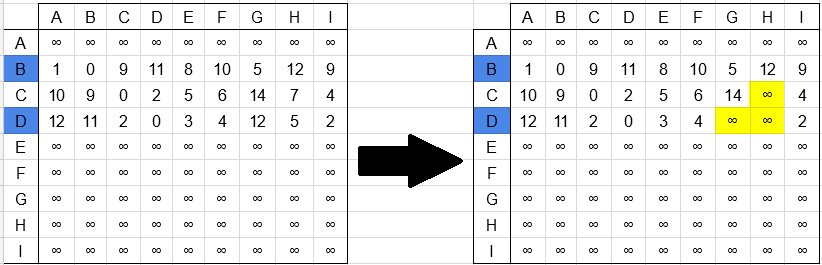 A B C D E F G H I A B C D E F G H I
A ∞ ∞ ∞ ∞ ∞ ∞ ∞ ∞ ∞ A ∞ ∞ ∞ ∞ ∞ ∞ ∞ ∞ ∞
B 1 0 9 11 8 10 5 12 9 B 1 0 9 11 8 10 5 12 9
C 10 9 0 2 5 6 14 7 4 C 10 9 0 2 5 6 14 ∞ 4
D 12 11 2 0 3 4 12 5 2 D 12 11 2 0 3 4 ∞ ∞ 2
E ∞ ∞ ∞ ∞ ∞ ∞ ∞ ∞ ∞ E ∞ ∞ ∞ ∞ ∞ ∞ ∞ ∞ ∞
F ∞ ∞ ∞ ∞ ∞ ∞ ∞ ∞ ∞ F ∞ ∞ ∞ ∞ ∞ ∞ ∞ ∞ ∞
G ∞ ∞ ∞ ∞ ∞ ∞ ∞ ∞ ∞ G ∞ ∞ ∞ ∞ ∞ ∞ ∞ ∞ ∞
H ∞ ∞ ∞ ∞ ∞ ∞ ∞ ∞ ∞ H ∞ ∞ ∞ ∞ ∞ ∞ ∞ ∞ ∞
I ∞ ∞ ∞ ∞ ∞ ∞ ∞ ∞ ∞ I ∞ ∞ ∞ ∞ ∞ ∞ ∞ ∞ ∞